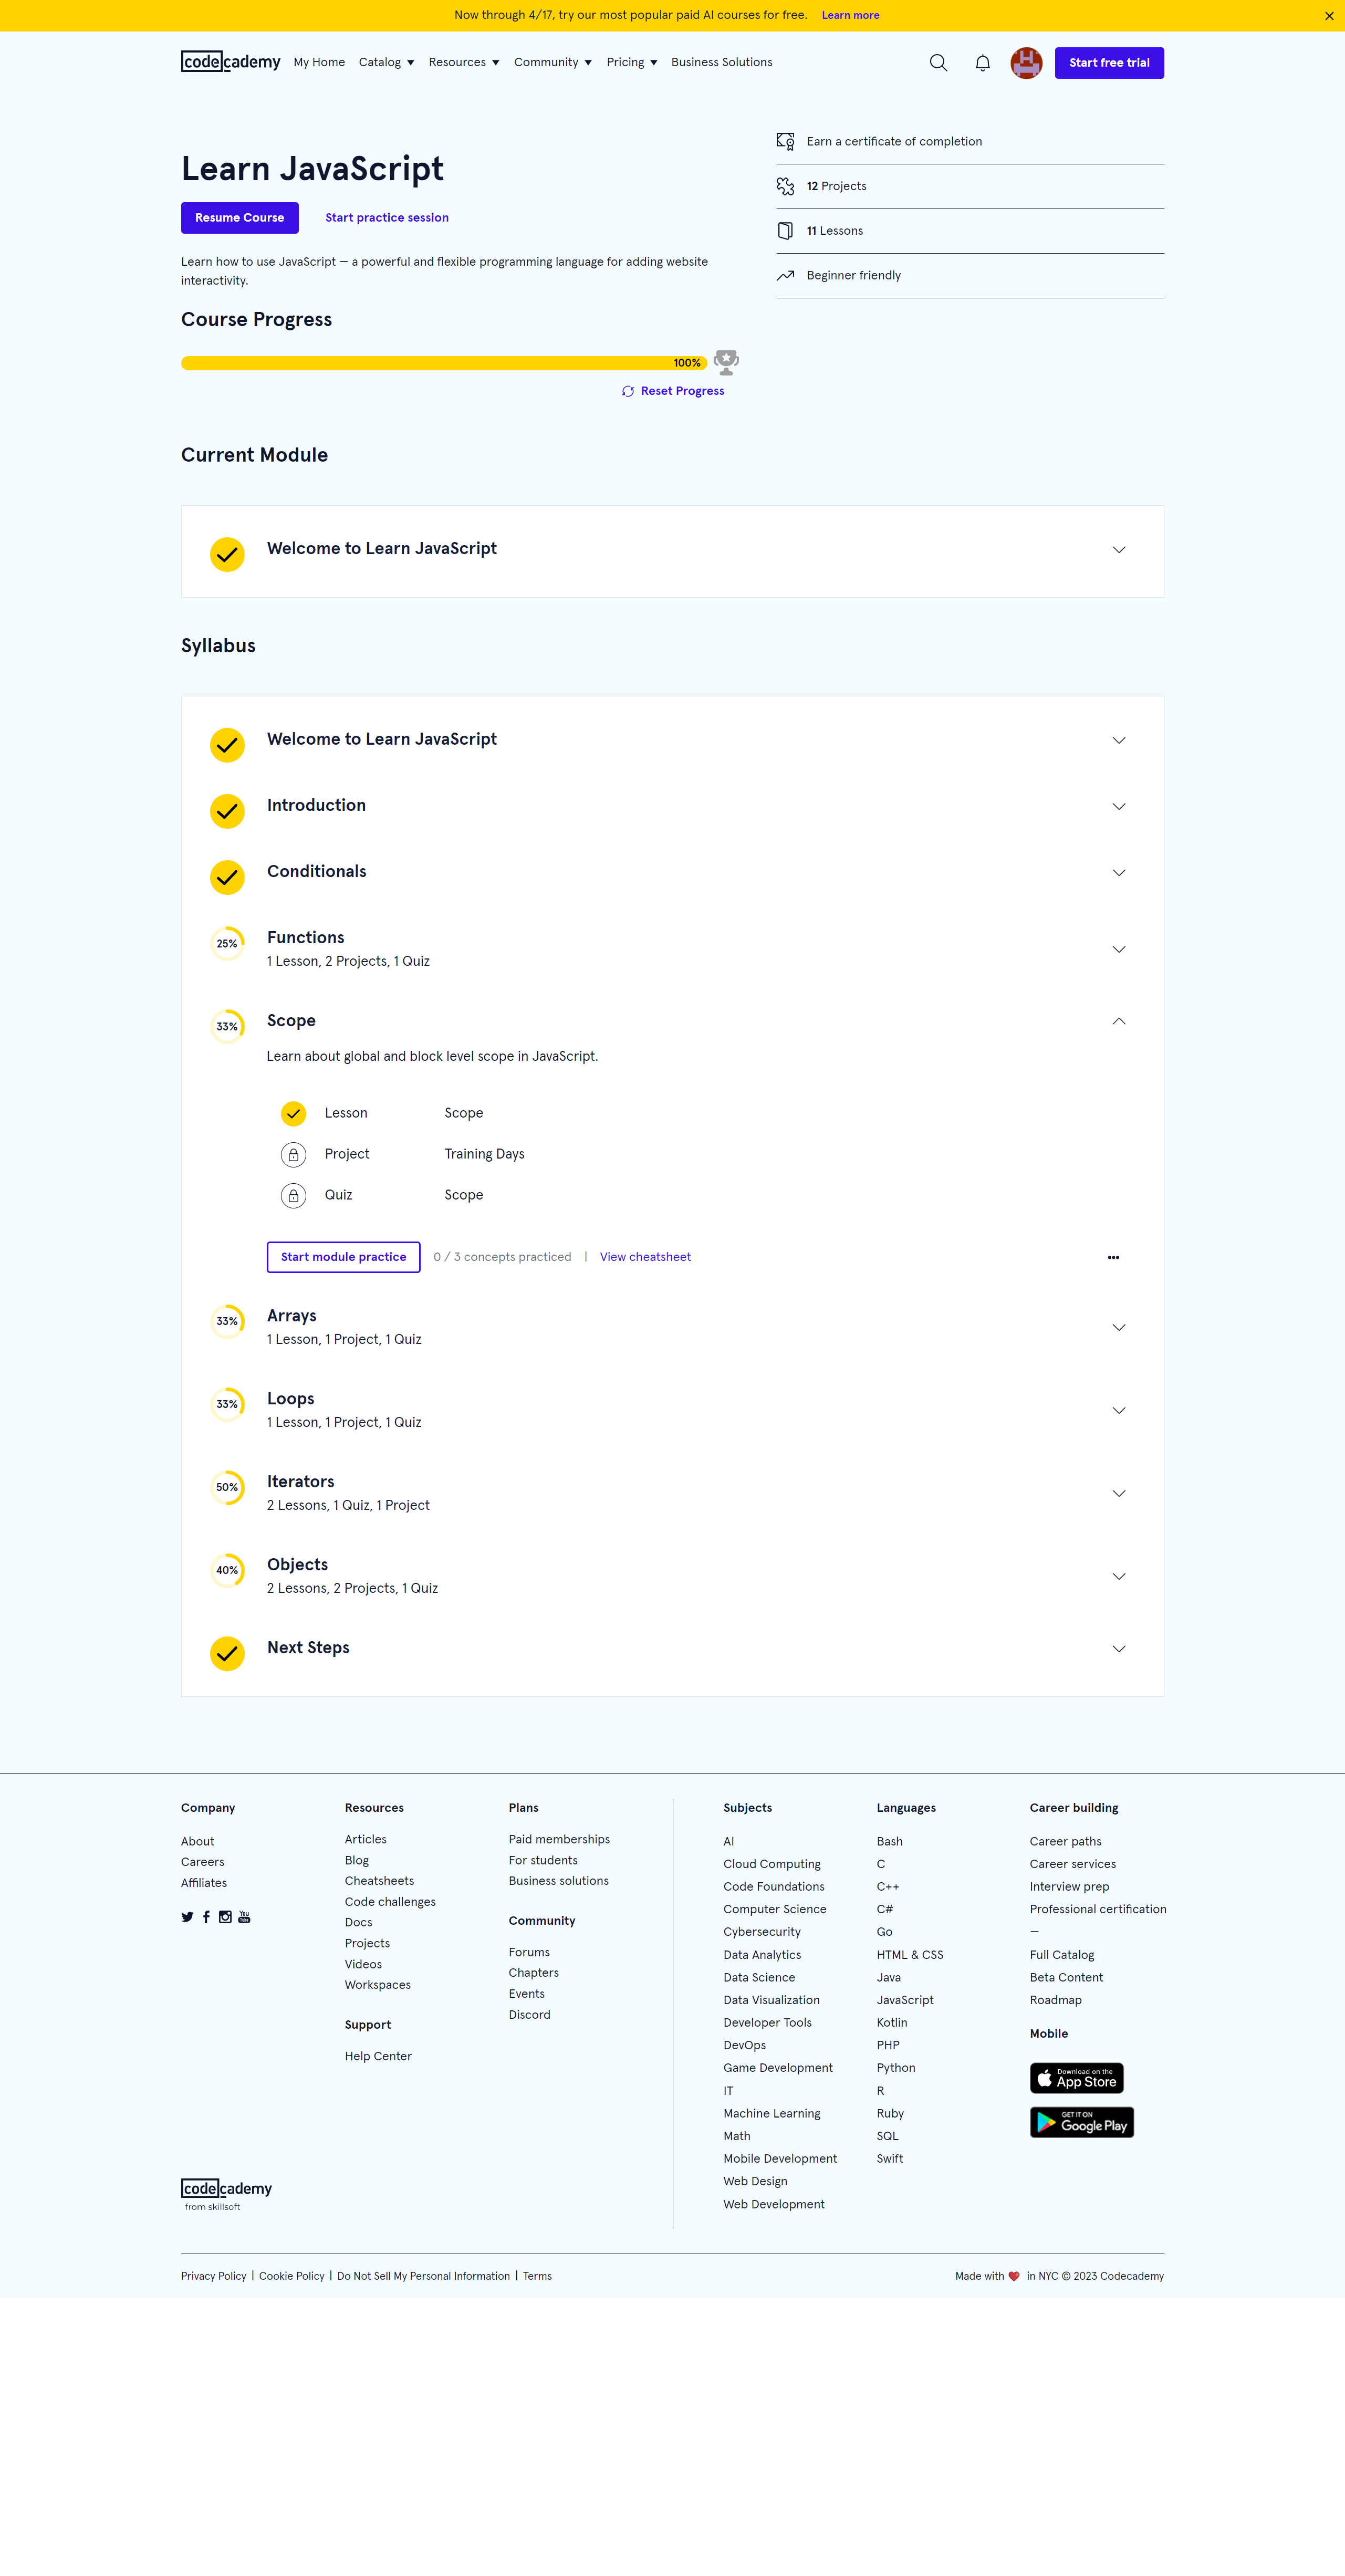 Now through 4/17, try our most popular paid AI courses for free. Learn more
codecademy My Home Catalog Resources Community Pricing Business Solutions Start free trial
Learn JavaScript
Resume Course Start practice session
Learn how to use JavaScript — a powerful and flexible programming language for adding website
interactivity.
Earn a certificate of completion
12 Projects
11 Lessons
Beginner friendly
Course Progress
100%
Reset Progress
Current Module
Welcome to Learn JavaScript
Syllabus
Welcome to Learn JavaScript
Introduction
Conditionals
25% Functions
1 Lesson, 2 Projects, 1 Quiz
33% Scope
Learn about global and block level scope in JavaScript.
Lesson Scope
Project Training Days
Quiz Scope
Start module practice 0 / 3 concepts practiced | View cheatsheet
33% Arrays
1 Lesson, 1 Project, 1 Quiz
33% Loops
1 Lesson, 1 Project, 1 Quiz
50% Iterators
2 Lessons, 1 Quiz, 1 Project
40% Objects
2 Lessons, 2 Projects, 1 Quiz
Next Steps
Company
About
Careers
Affiliates
You
Tube
Resources
Articles
Blog
Cheatsheets
Code challenges
Docs
Projects
Videos
Workspaces
Support
Help Center
Plans
Paid memberships
For students
Business solutions
Community
Forums
Chapters
Events
Discord
codecademy
from skillsoft
Subjects
AI
Cloud Computing
Code Foundations
Computer Science
Cybersecurity
Data Analytics
Data Science
Data Visualization
Developer Tools
DevOps
Game Development
IT
Machine Learning
Math
Mobile Development
Web Design
Web Development
Languages
Bash
C
C++
C#
Go
HTML & CSS
Java
JavaScript
Kotlin
PHP
Python
R
Ruby
SQL
Swift
Career building
Career paths
Career services
Interview prep
Professional certification
—
Full Catalog
Beta Content
Roadmap
Mobile
Download on the
App Store
GET IT ON
Google Play
Privacy Policy | Cookie Policy | Do Not Sell My Personal Information | Terms
Made with ❤️ in NYC © 2023 Codecademy